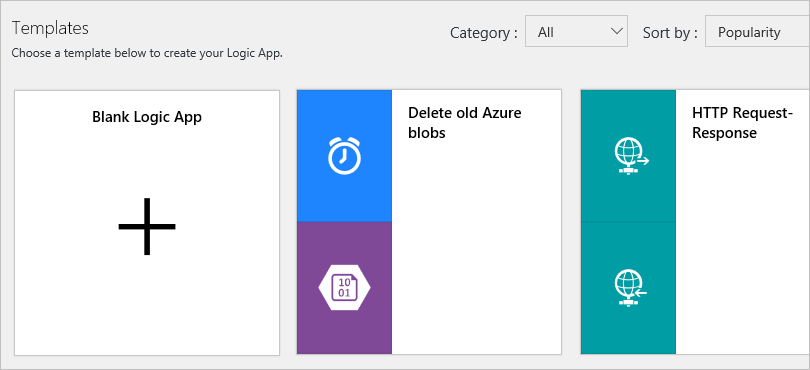 Templates
Choose a template below to create your Logic App.
Category :
All
Sort by :
Popularity
Blank Logic App
Delete old Azure
blobs
10
01
HTTP Request-
Response